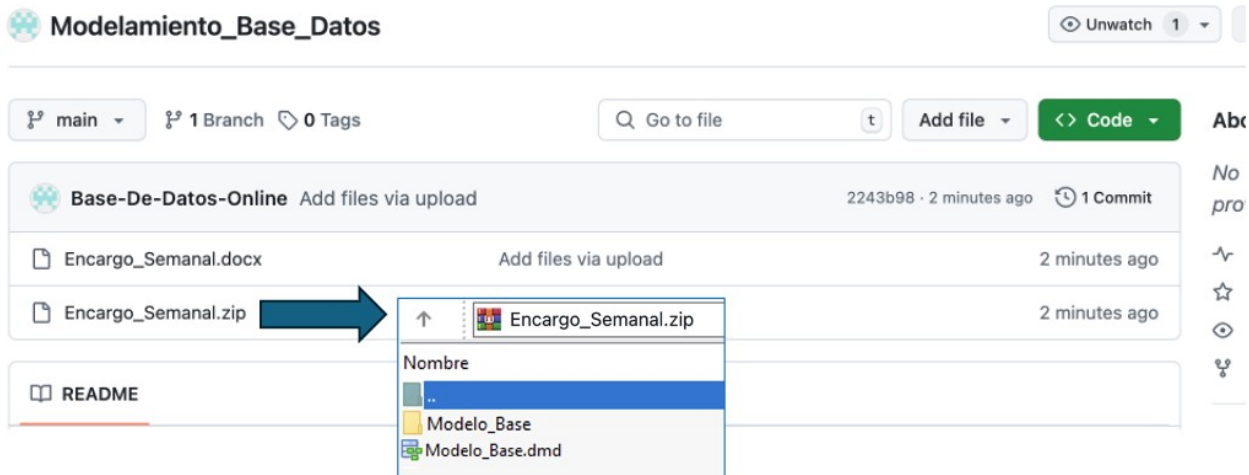 Modelamiento_Base_Datos
Unwatch 1
main
1 Branch
0 Tags
Go to file
t
Add file
<> Code
Base-De-Datos-Online Add files via upload
2243b98 · 2 minutes ago
1 Commit
Encargo_Semanal.docx
Add files via upload
2 minutes ago
Encargo_Semanal.zip
2 minutes ago
Encargo_Semanal.zip
Nombre
..
Modelo_Base
Modelo_Base.dmd
README
No